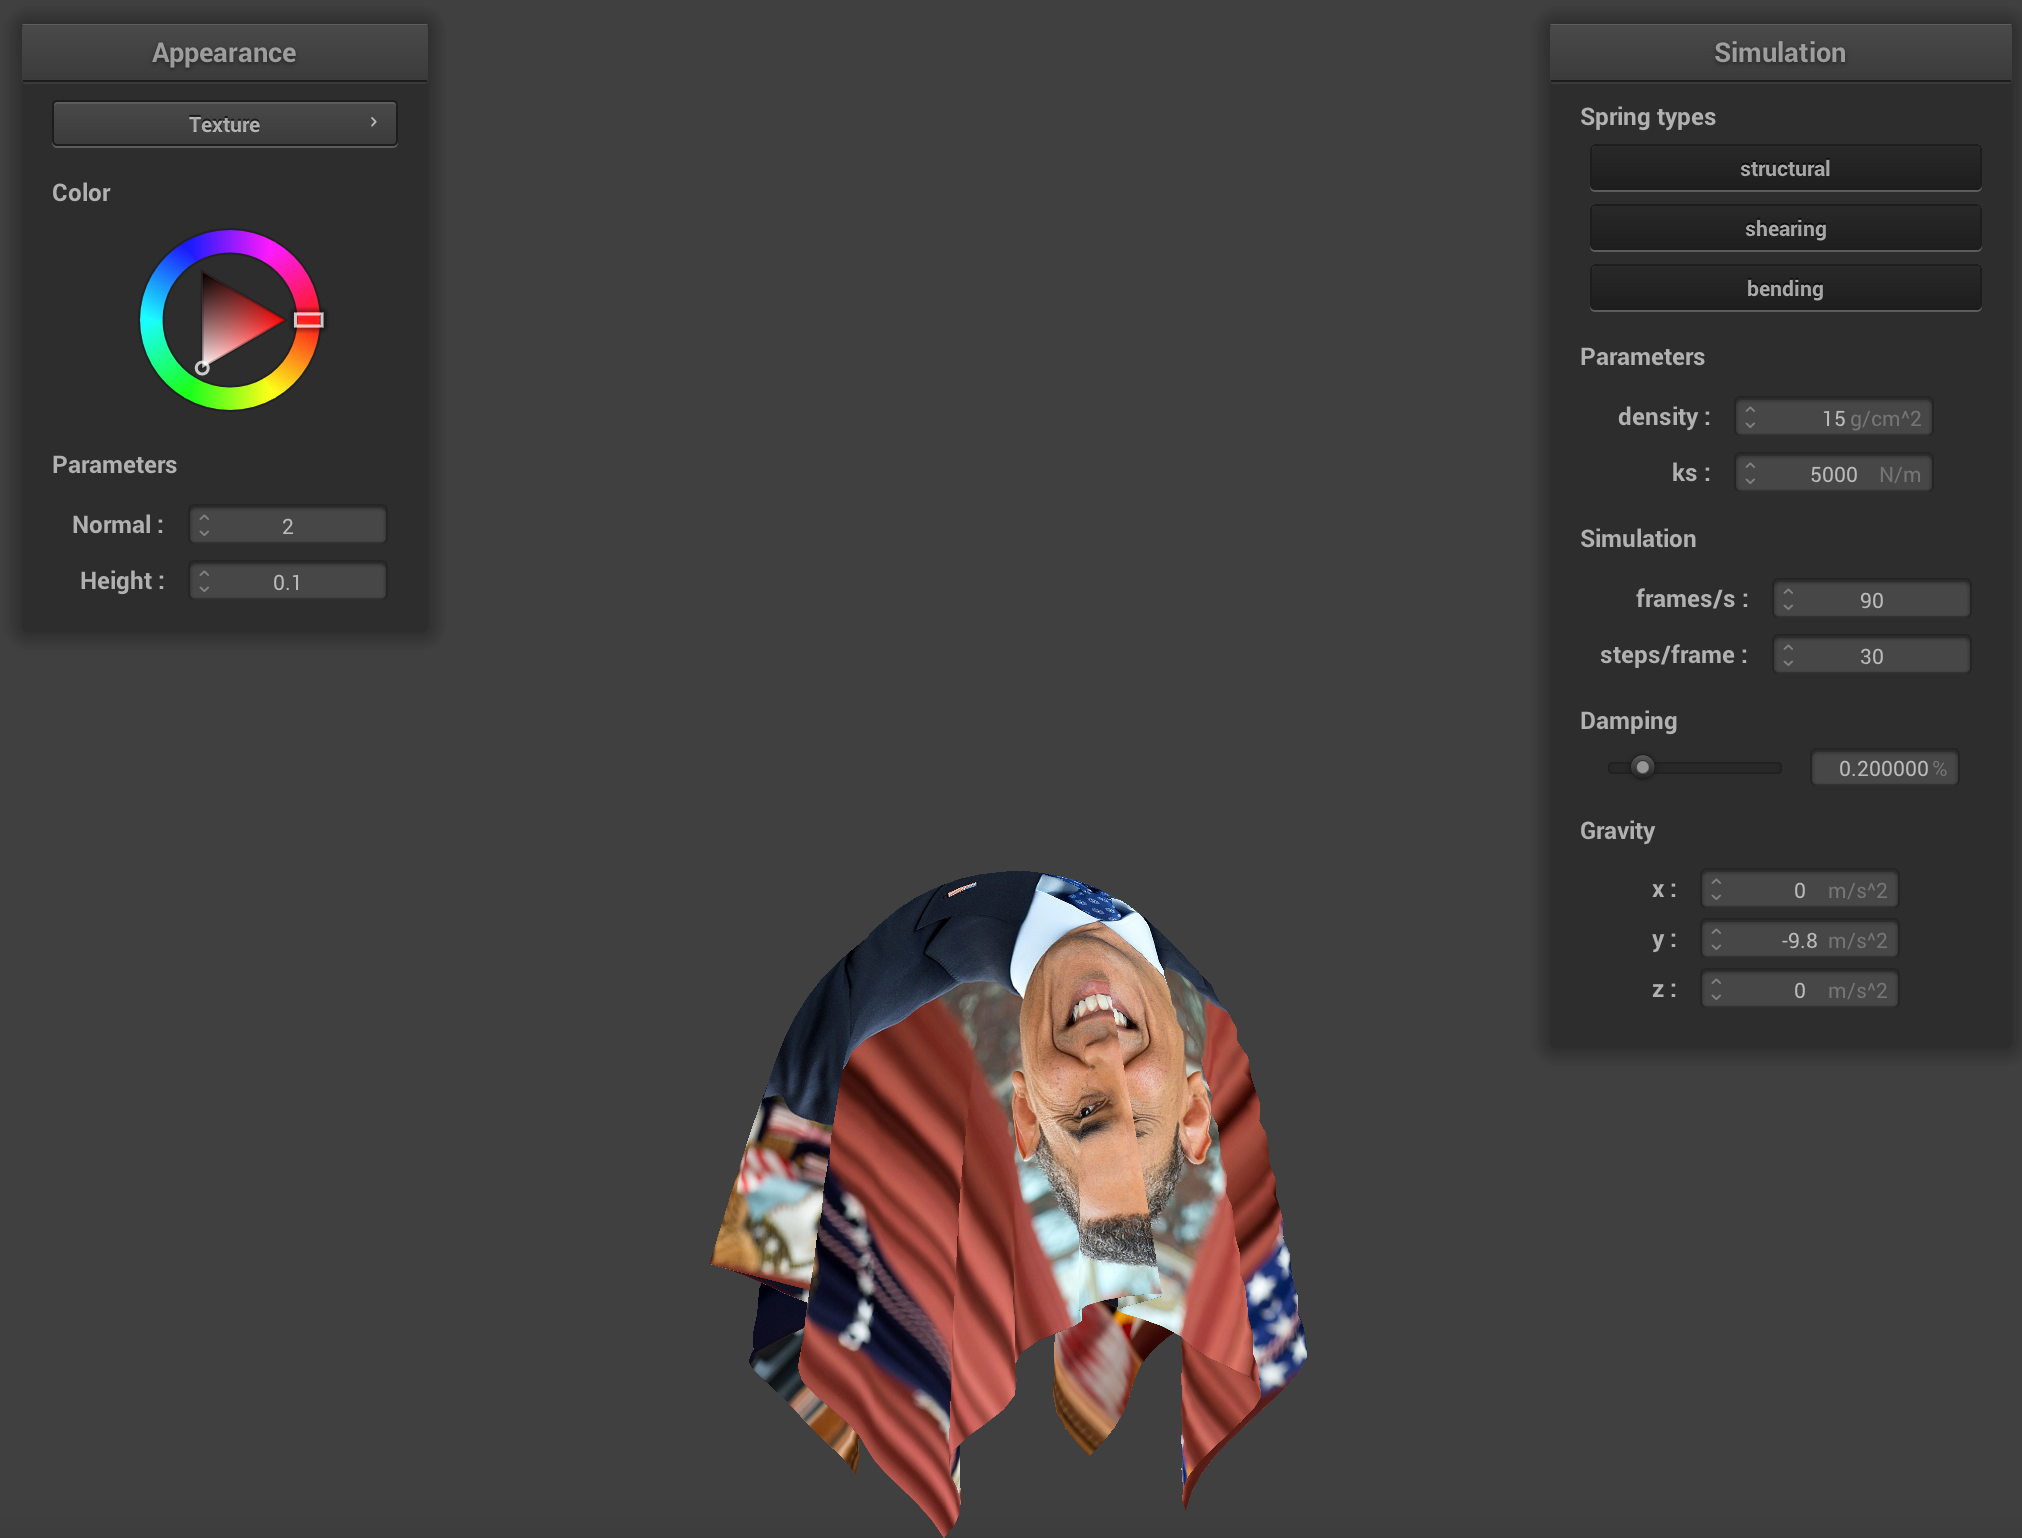 Appearance
Texture
Color
Parameters
Normal : 2
Height : 0.1
Simulation
Spring types
structural
shearing
bending
Parameters
density : 15 g/cm^2
ks : 5000 N/m
Simulation
frames/s : 90
steps/frame : 30
Damping
0.200000 %
Gravity
x : 0 m/s^2
y : -9.8 m/s^2
z : 0 m/s^2